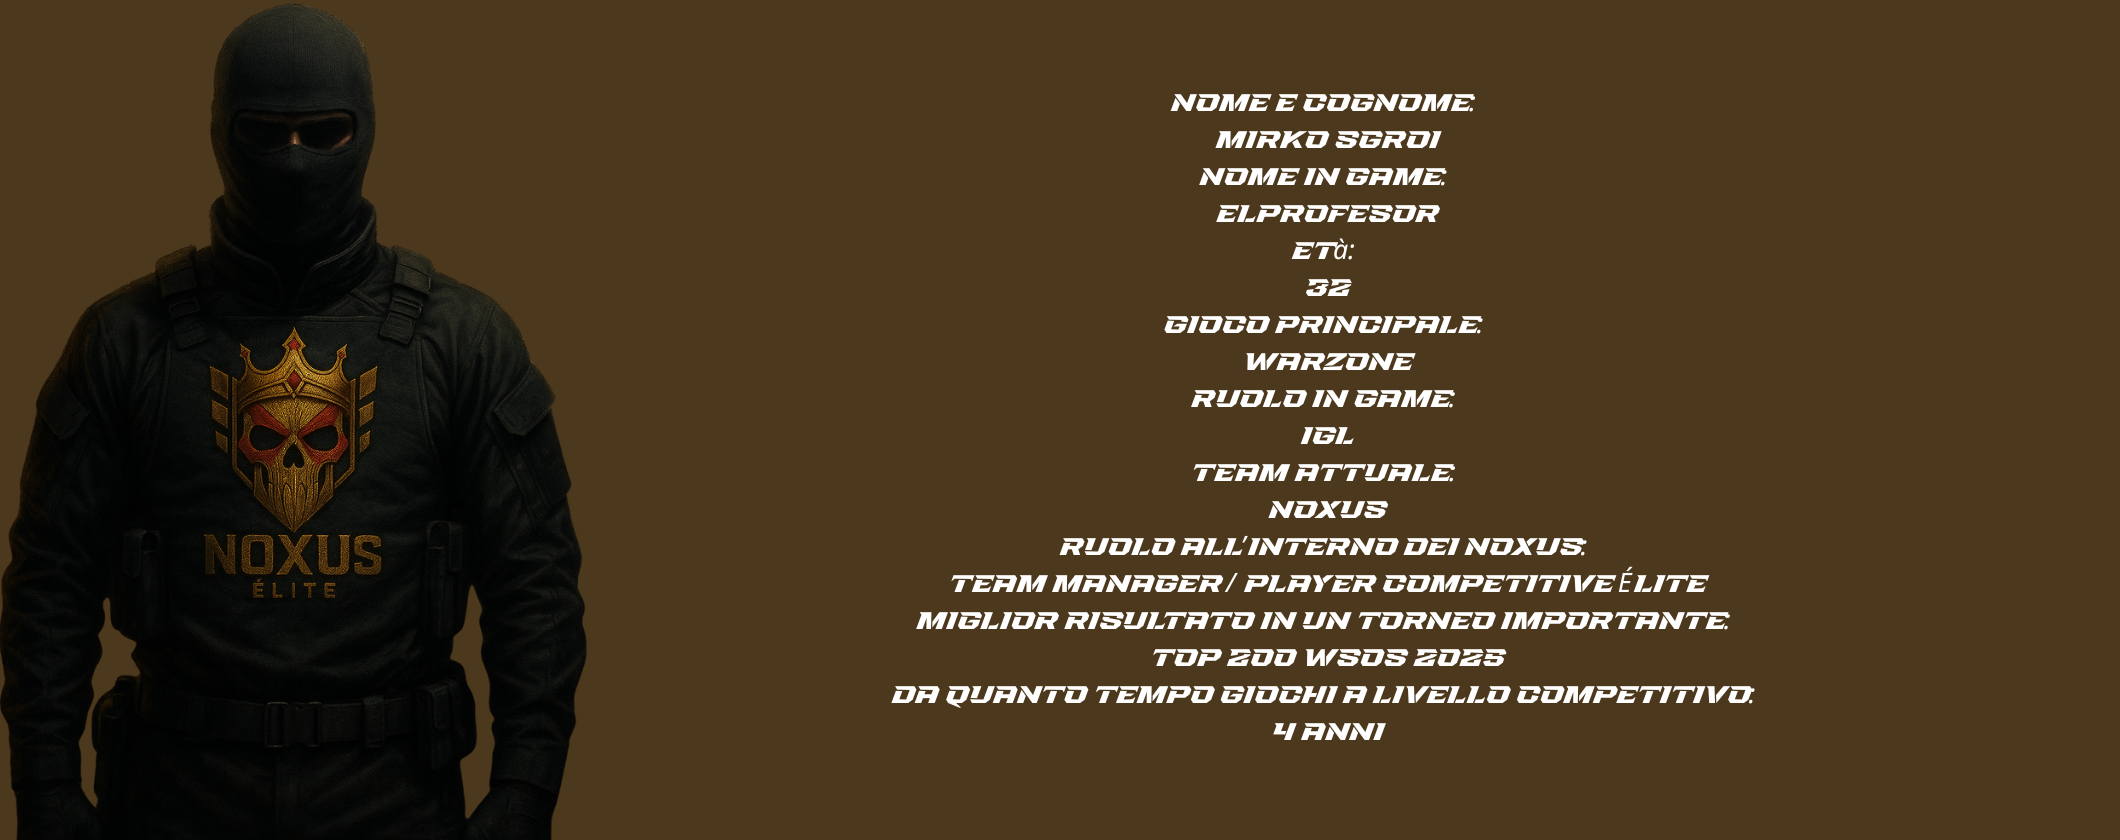 NOXUS
ÉLITE
NOME E COGNOME:
MIRKO SGROI
NOME IN GAME:
ELPROFESOR
ETà:
32
GIOCO PRINCIPALE:
WARZONE
RUOLO IN GAME:
IGL
TEAM ATTUALE:
NOXUS
RUOLO ALL'INTERNO DEI NOXUS:
TEAM MANAGER / PLAYER COMPETITIVE ÉLITE
MIGLIOR RISULTATO IN UN TORNEO IMPORTANTE:
TOP 200 WSOS 2025
DA QUANTO TEMPO GIOCHI A LIVELLO COMPETITIVO:
4 ANNI